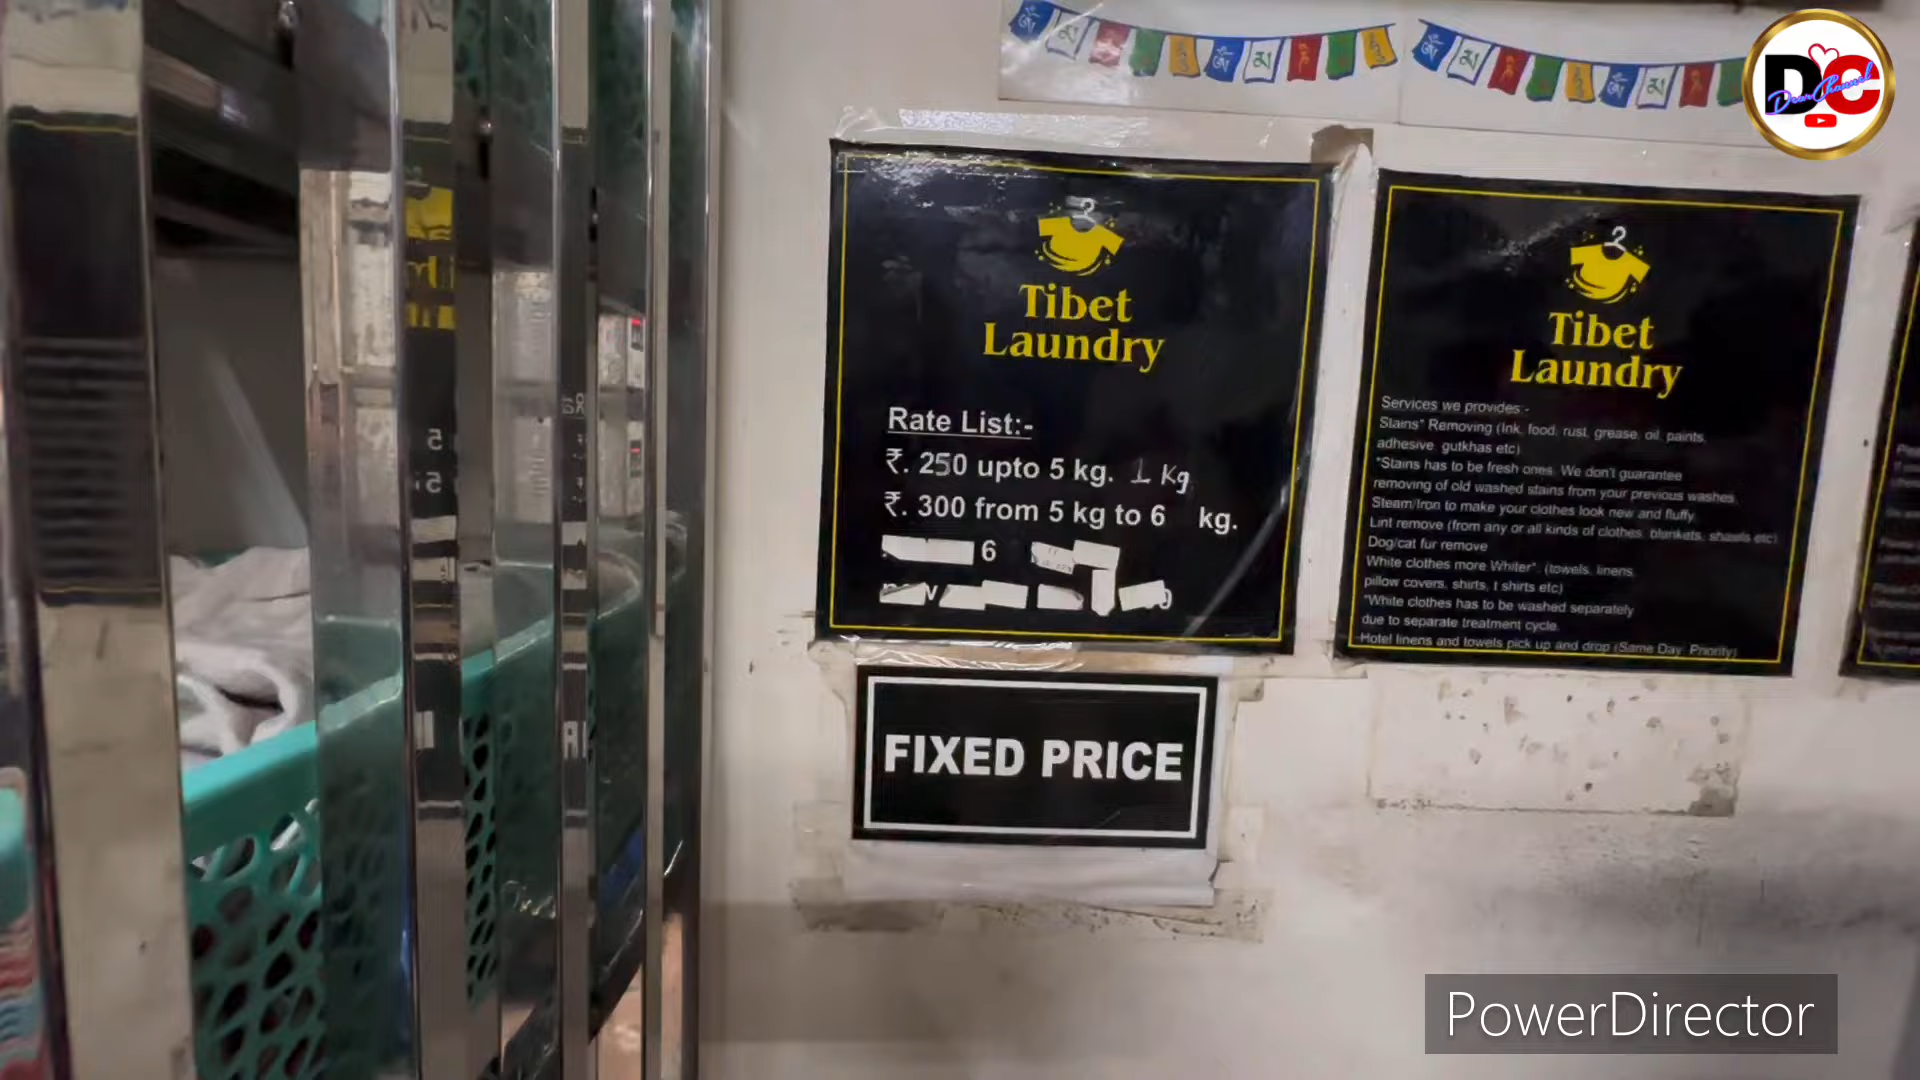 DC
Dear Channel
Tibet
Laundry
Rate List:-
₹. 250 upto 5 kg. 1 Kg
₹. 300 from 5 kg to 6 kg.
6
FIXED PRICE
Tibet
Laundry
Services we provides -
Stains* Removing (Ink, food, rust, grease, oil, paints,
adhesive, gutkhas etc)
*Stains has to be fresh ones. We don't guarantee
removing of old washed stains from your previous washes.
Steam/Iron to make your clothes look new and fluffy
Lint remove (from any or all kinds of clothes, blankets, shawls etc)
Dog/cat fur remove
White clothes more Whiter*. (towels, linens,
pillow covers, shirts, t shirts etc)
*White clothes has to be washed separately
due to separate treatment cycle.
Hotel linens and towels pick up and drop (Same Day Priority)
PowerDirector